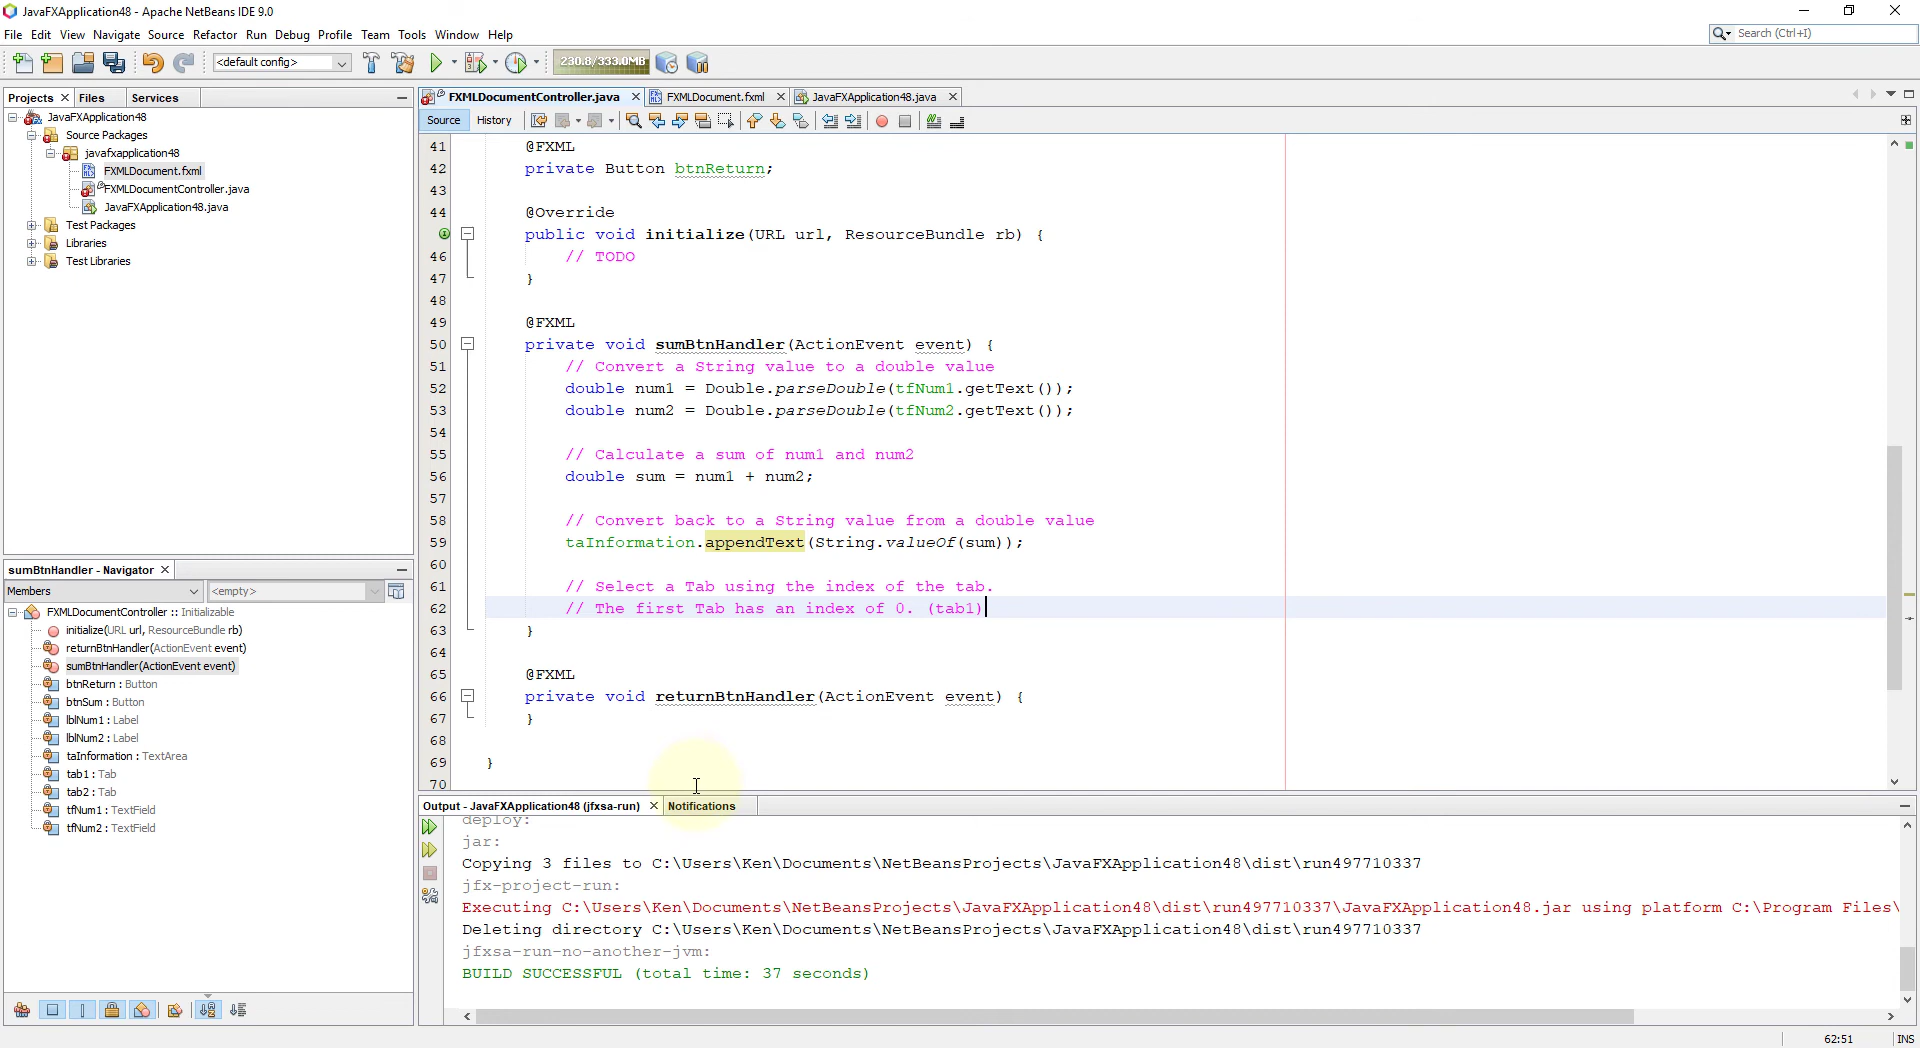 JavaFXApplication48 - Apache NetBeans IDE 9.0
File Edit View Navigate Source Refactor Run Debug Profile Team Tools Window Help
Search (Ctrl+I)
<default config>
230.8/333.0MB
Projects Files Services
FXMLDocumentController.java FXMLDocument.fxml JavaFXApplication48.java
Source History
JavaFXApplication48
Source Packages
javafxapplication48
FXMLDocument.fxml
FXMLDocumentController.java
JavaFXApplication48.java
Test Packages
Libraries
Test Libraries
41 @FXML
42 private Button btnReturn;
43
44 @Override
public void initialize(URL url, ResourceBundle rb) {
46 // TODO
47 }
48
49 @FXML
50 private void sumBtnHandler(ActionEvent event) {
51 // Convert a String value to a double value
52 double num1 = Double.parseDouble(tfNum1.getText());
53 double num2 = Double.parseDouble(tfNum2.getText());
54
55 // Calculate a sum of num1 and num2
56 double sum = num1 + num2;
57
58 // Convert back to a String value from a double value
59 taInformation.appendText(String.valueOf(sum));
60
61 // Select a Tab using the index of the tab.
62 // The first Tab has an index of 0. (tab1)
63 }
64
65 @FXML
66 private void returnBtnHandler(ActionEvent event) {
67 }
68
69 }
70
sumBtnHandler - Navigator
Members <empty>
FXMLDocumentController :: Initializable
initialize(URL url, ResourceBundle rb)
returnBtnHandler(ActionEvent event)
sumBtnHandler(ActionEvent event)
btnReturn : Button
btnSum : Button
lblNum1 : Label
lblNum2 : Label
taInformation : TextArea
tab1 : Tab
tab2 : Tab
tfNum1 : TextField
tfNum2 : TextField
Output - JavaFXApplication48 (jfxsa-run) Notifications
deploy:
jar:
Copying 3 files to C:\Users\Ken\Documents\NetBeansProjects\JavaFXApplication48\dist\run497710337
jfx-project-run:
Executing C:\Users\Ken\Documents\NetBeansProjects\JavaFXApplication48\dist\run497710337\JavaFXApplication48.jar using platform C:\Program Files\
Deleting directory C:\Users\Ken\Documents\NetBeansProjects\JavaFXApplication48\dist\run497710337
jfxsa-run-no-another-jvm:
BUILD SUCCESSFUL (total time: 37 seconds)
62:51 INS